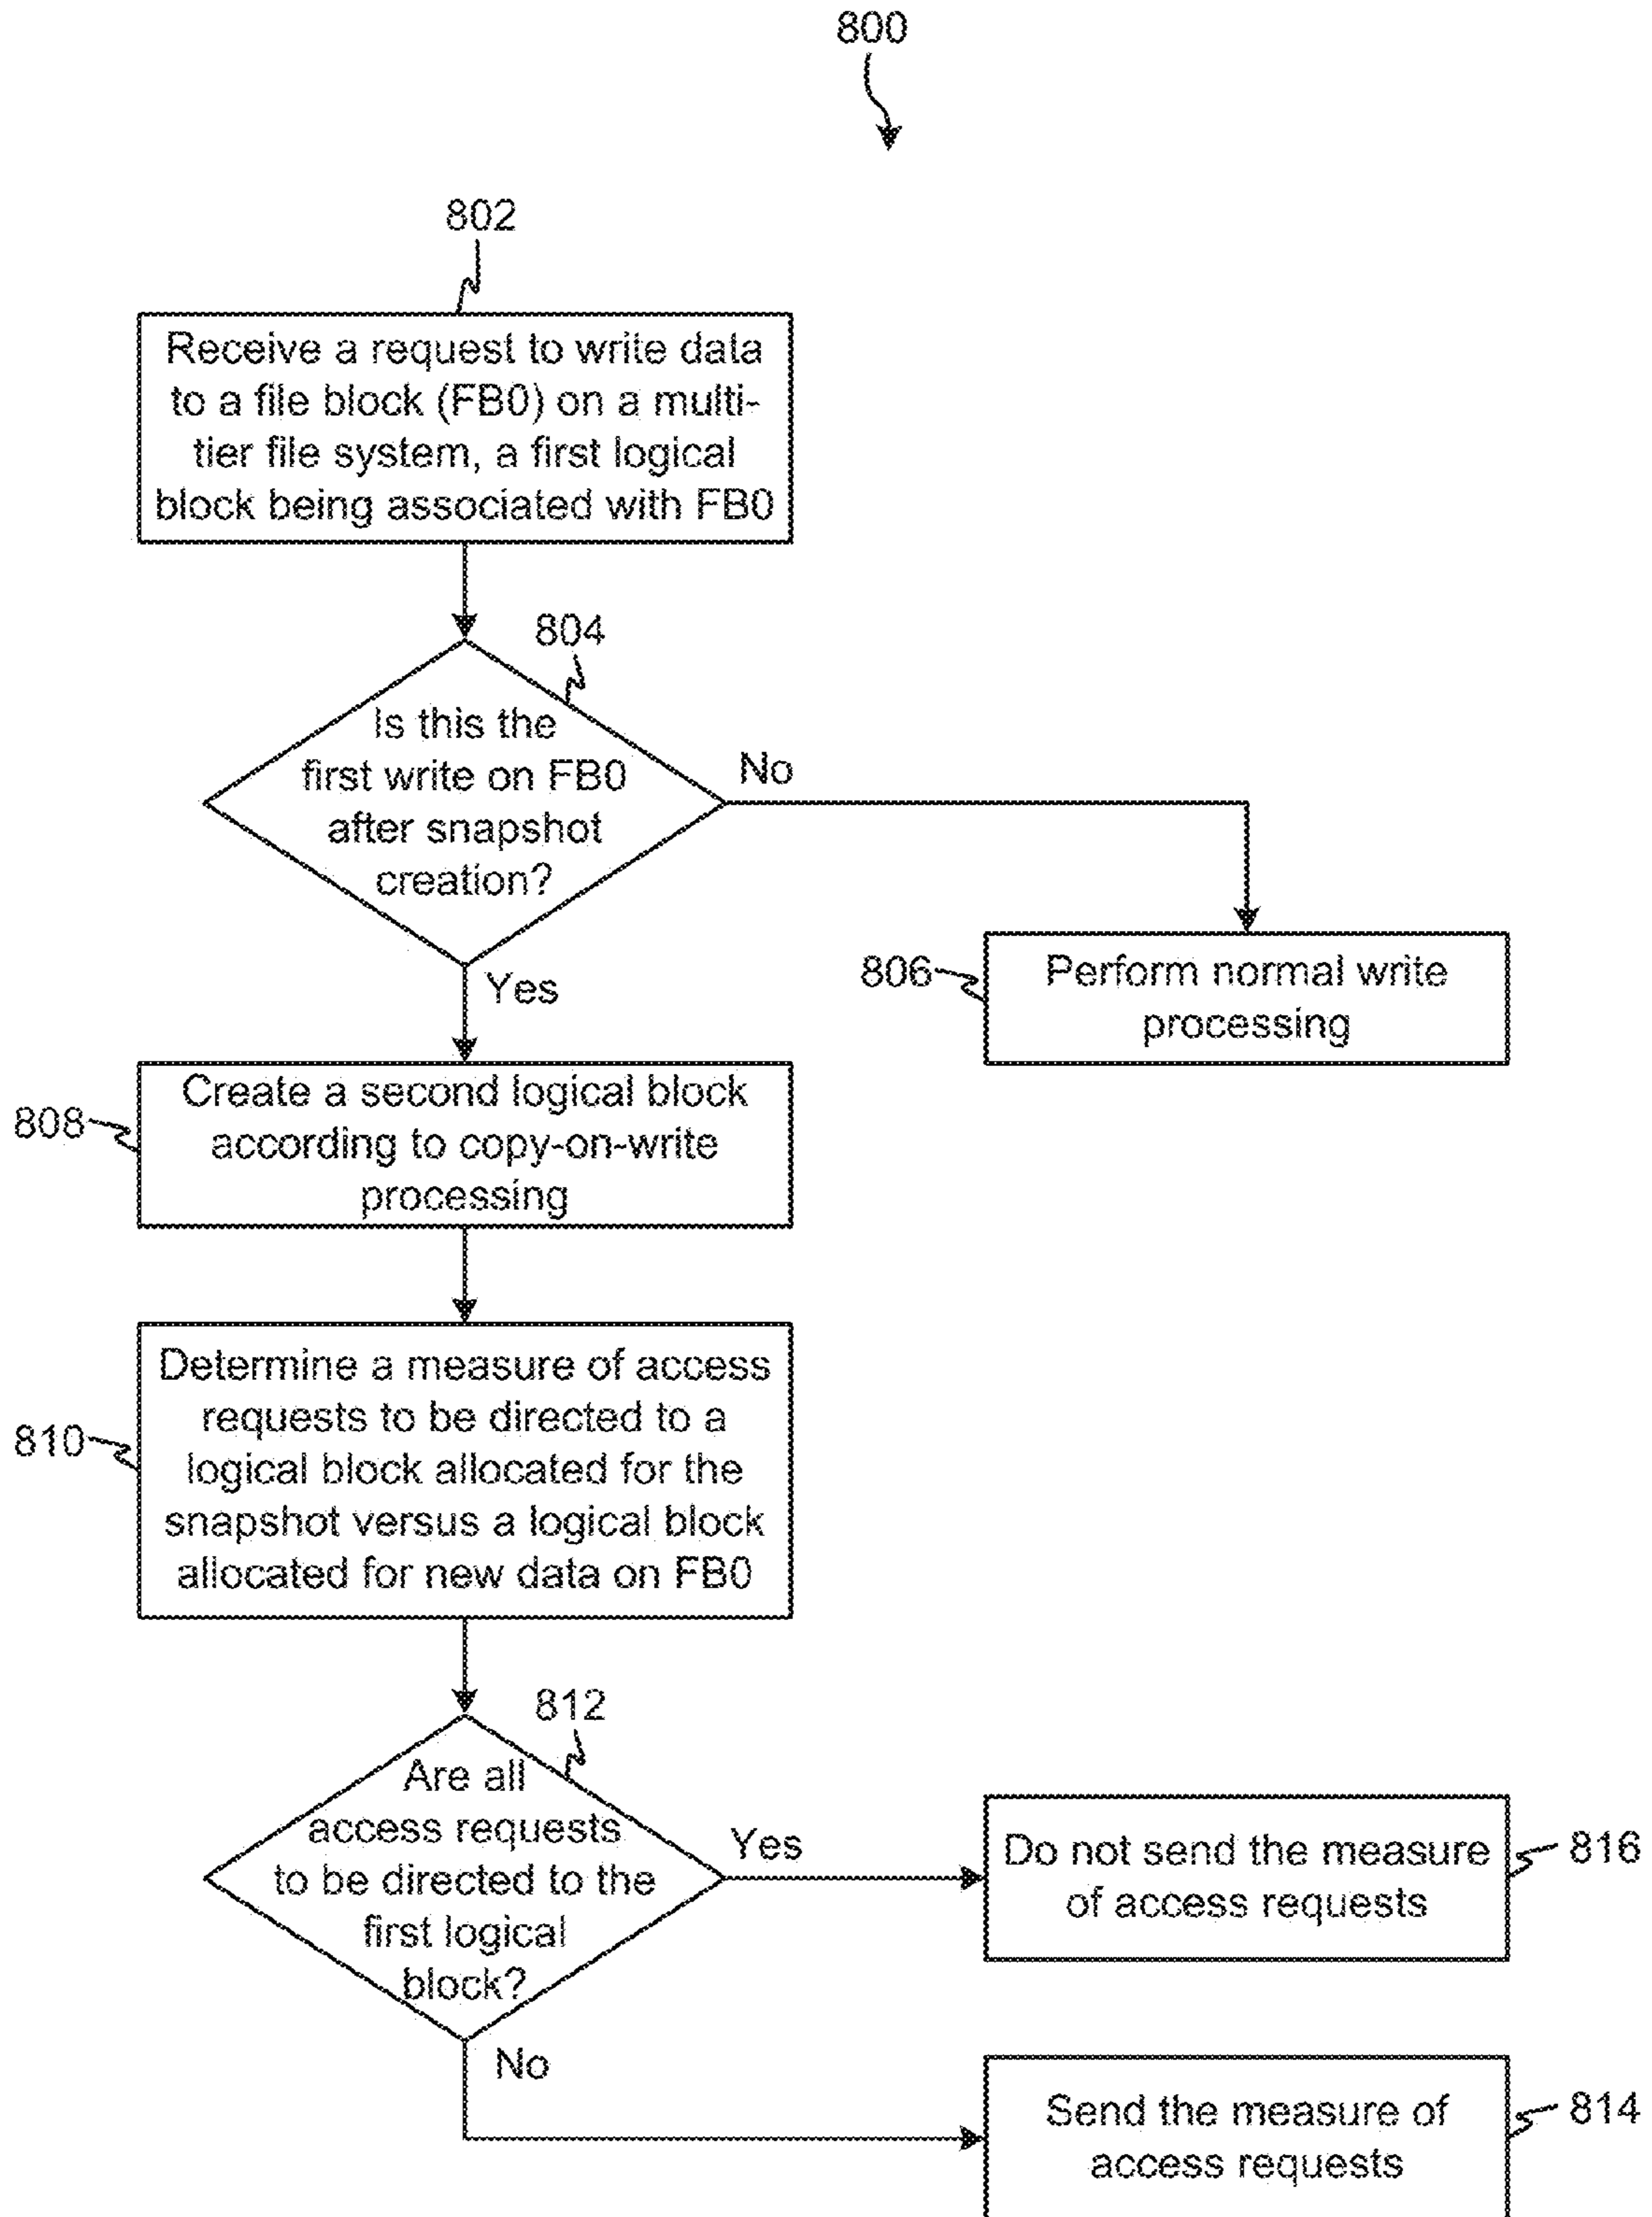 800
802
Receive a request to write data
to a file block (FB0) on a multi-
tier file system, a first logical
block being associated with FB0
804
Is this the
first write on FB0
after snapshot
creation?
No
Yes
806
Perform normal write
processing
808
Create a second logical block
according to copy-on-write
processing
810
Determine a measure of access
requests to be directed to a
logical block allocated for the
snapshot versus a logical block
allocated for new data on FB0
812
Are all
access requests
to be directed to the
first logical
block?
Yes
No
Do not send the measure
of access requests
816
Send the measure of
access requests
814